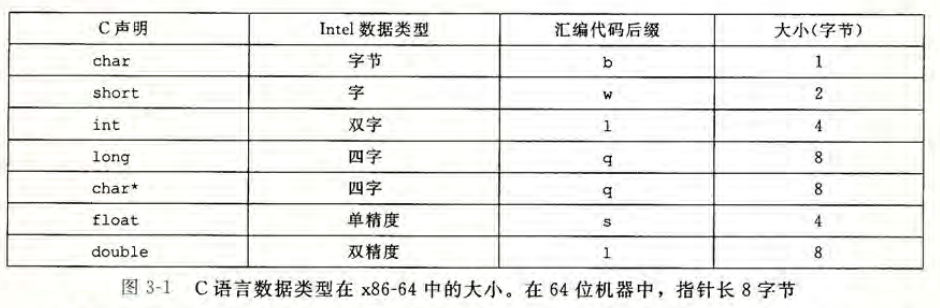 C声明 Intel 数据类型 汇编代码后缀 大小(字节)
char 字节 b 1
short 字 w 2
int 双字 l 4
long 四字 q 8
char* 四字 q 8
float 单精度 s 4
double 双精度 l 8
图 3-1 C 语言数据类型在 x86-64 中的大小。在 64 位机器中，指针长 8 字节